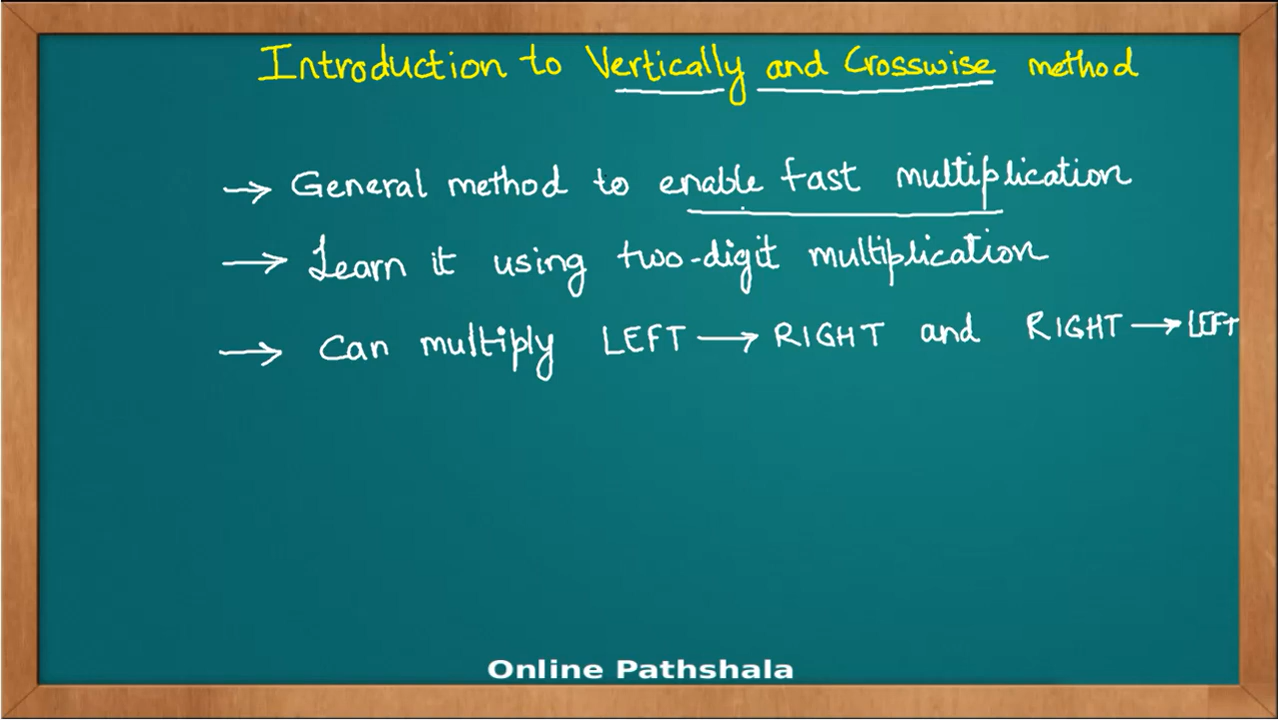 Introduction to Vertically and Crosswise method
→ General method to enable fast multiplication
→ Learn it using two-digit multiplication
→ Can multiply LEFT → RIGHT and RIGHT → LEFT
Online Pathshala